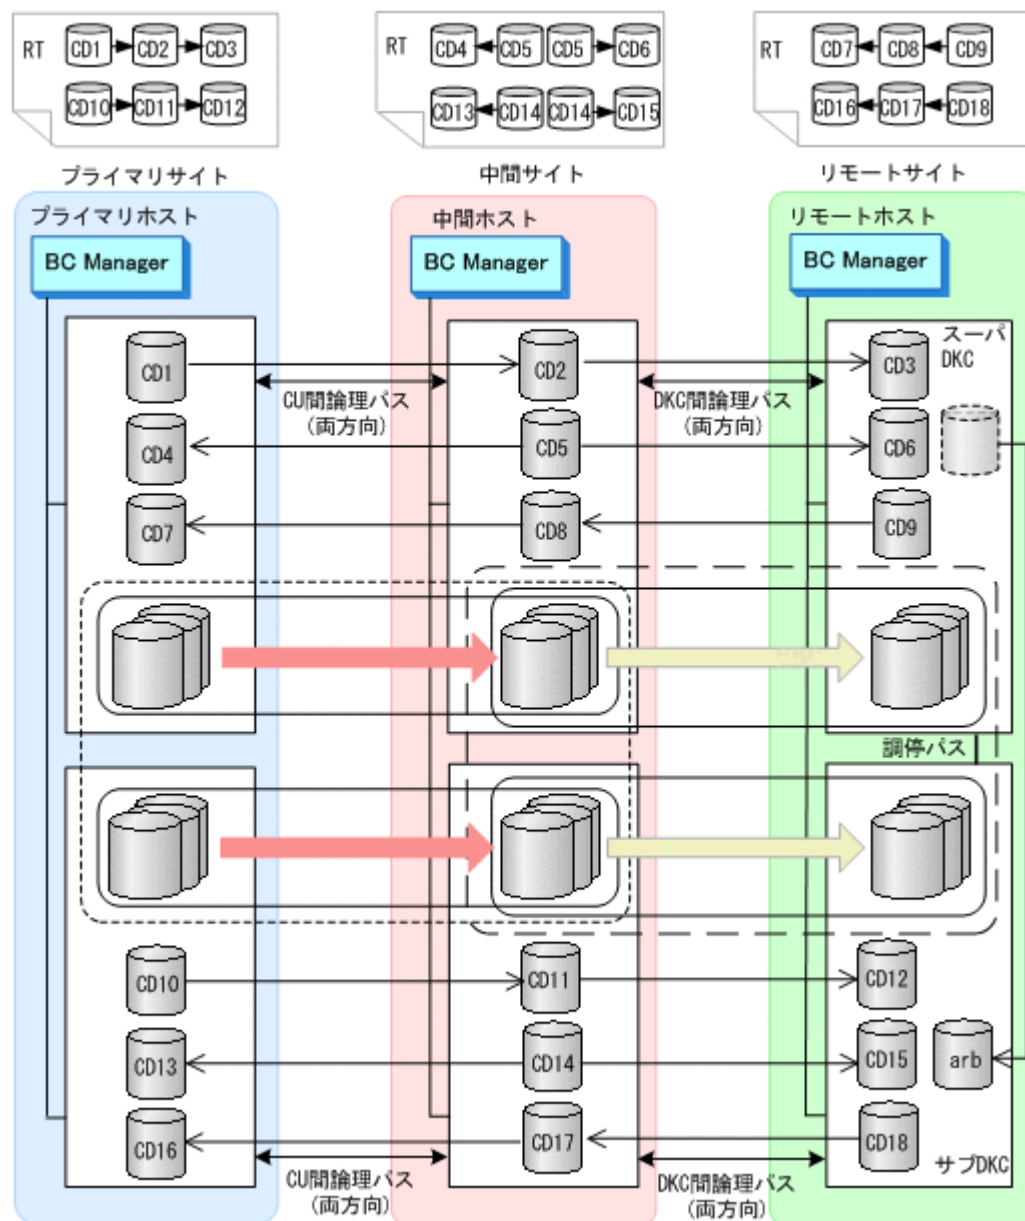 RT CD1 CD2 CD3
CD10 CD11 CD12
RT CD4 CD5 CD5 CD6
CD13 CD14 CD14 CD15
RT CD7 CD8 CD9
CD16 CD17 CD18
プライマリサイト
中間サイト
リモートサイト
プライマリホスト
中間ホスト
リモートホスト
BC Manager
BC Manager
BC Manager
スーパ
DKC
CD1
CD2
CD3
CU間論理パス
(両方向)
DKC間論理パス
(両方向)
CD4
CD5
CD6
CD7
CD8
CD9
調停パス
CD10
CD11
CD12
CD13
CD14
CD15
arb
CD16
CD17
CD18
サブDKC
CU間論理パス
(両方向)
DKC間論理パス
(両方向)